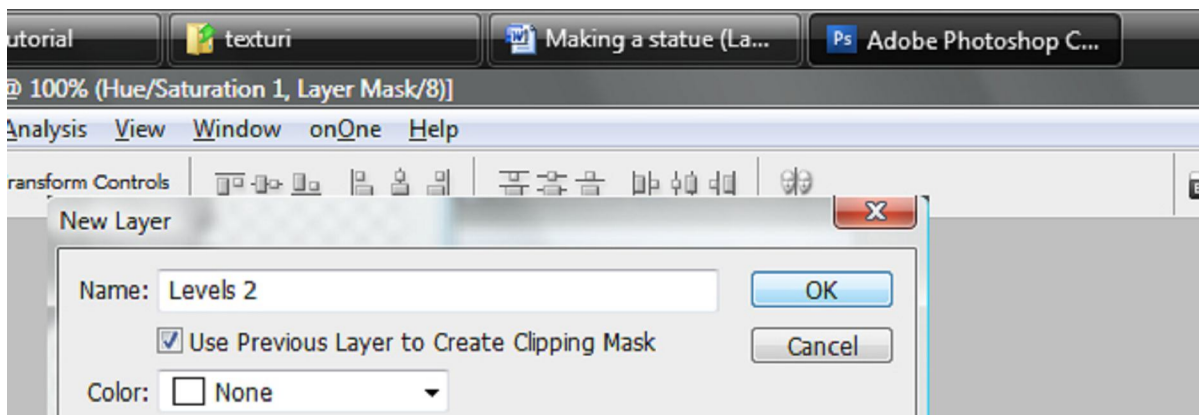 utorial texturi Making a statue (La... Ps Adobe Photoshop C...
@ 100% (Hue/Saturation 1, Layer Mask/8)]
Analysis View Window onOne Help
ransform Controls
New Layer
Name: Levels 2 OK
Use Previous Layer to Create Clipping Mask Cancel
Color: None